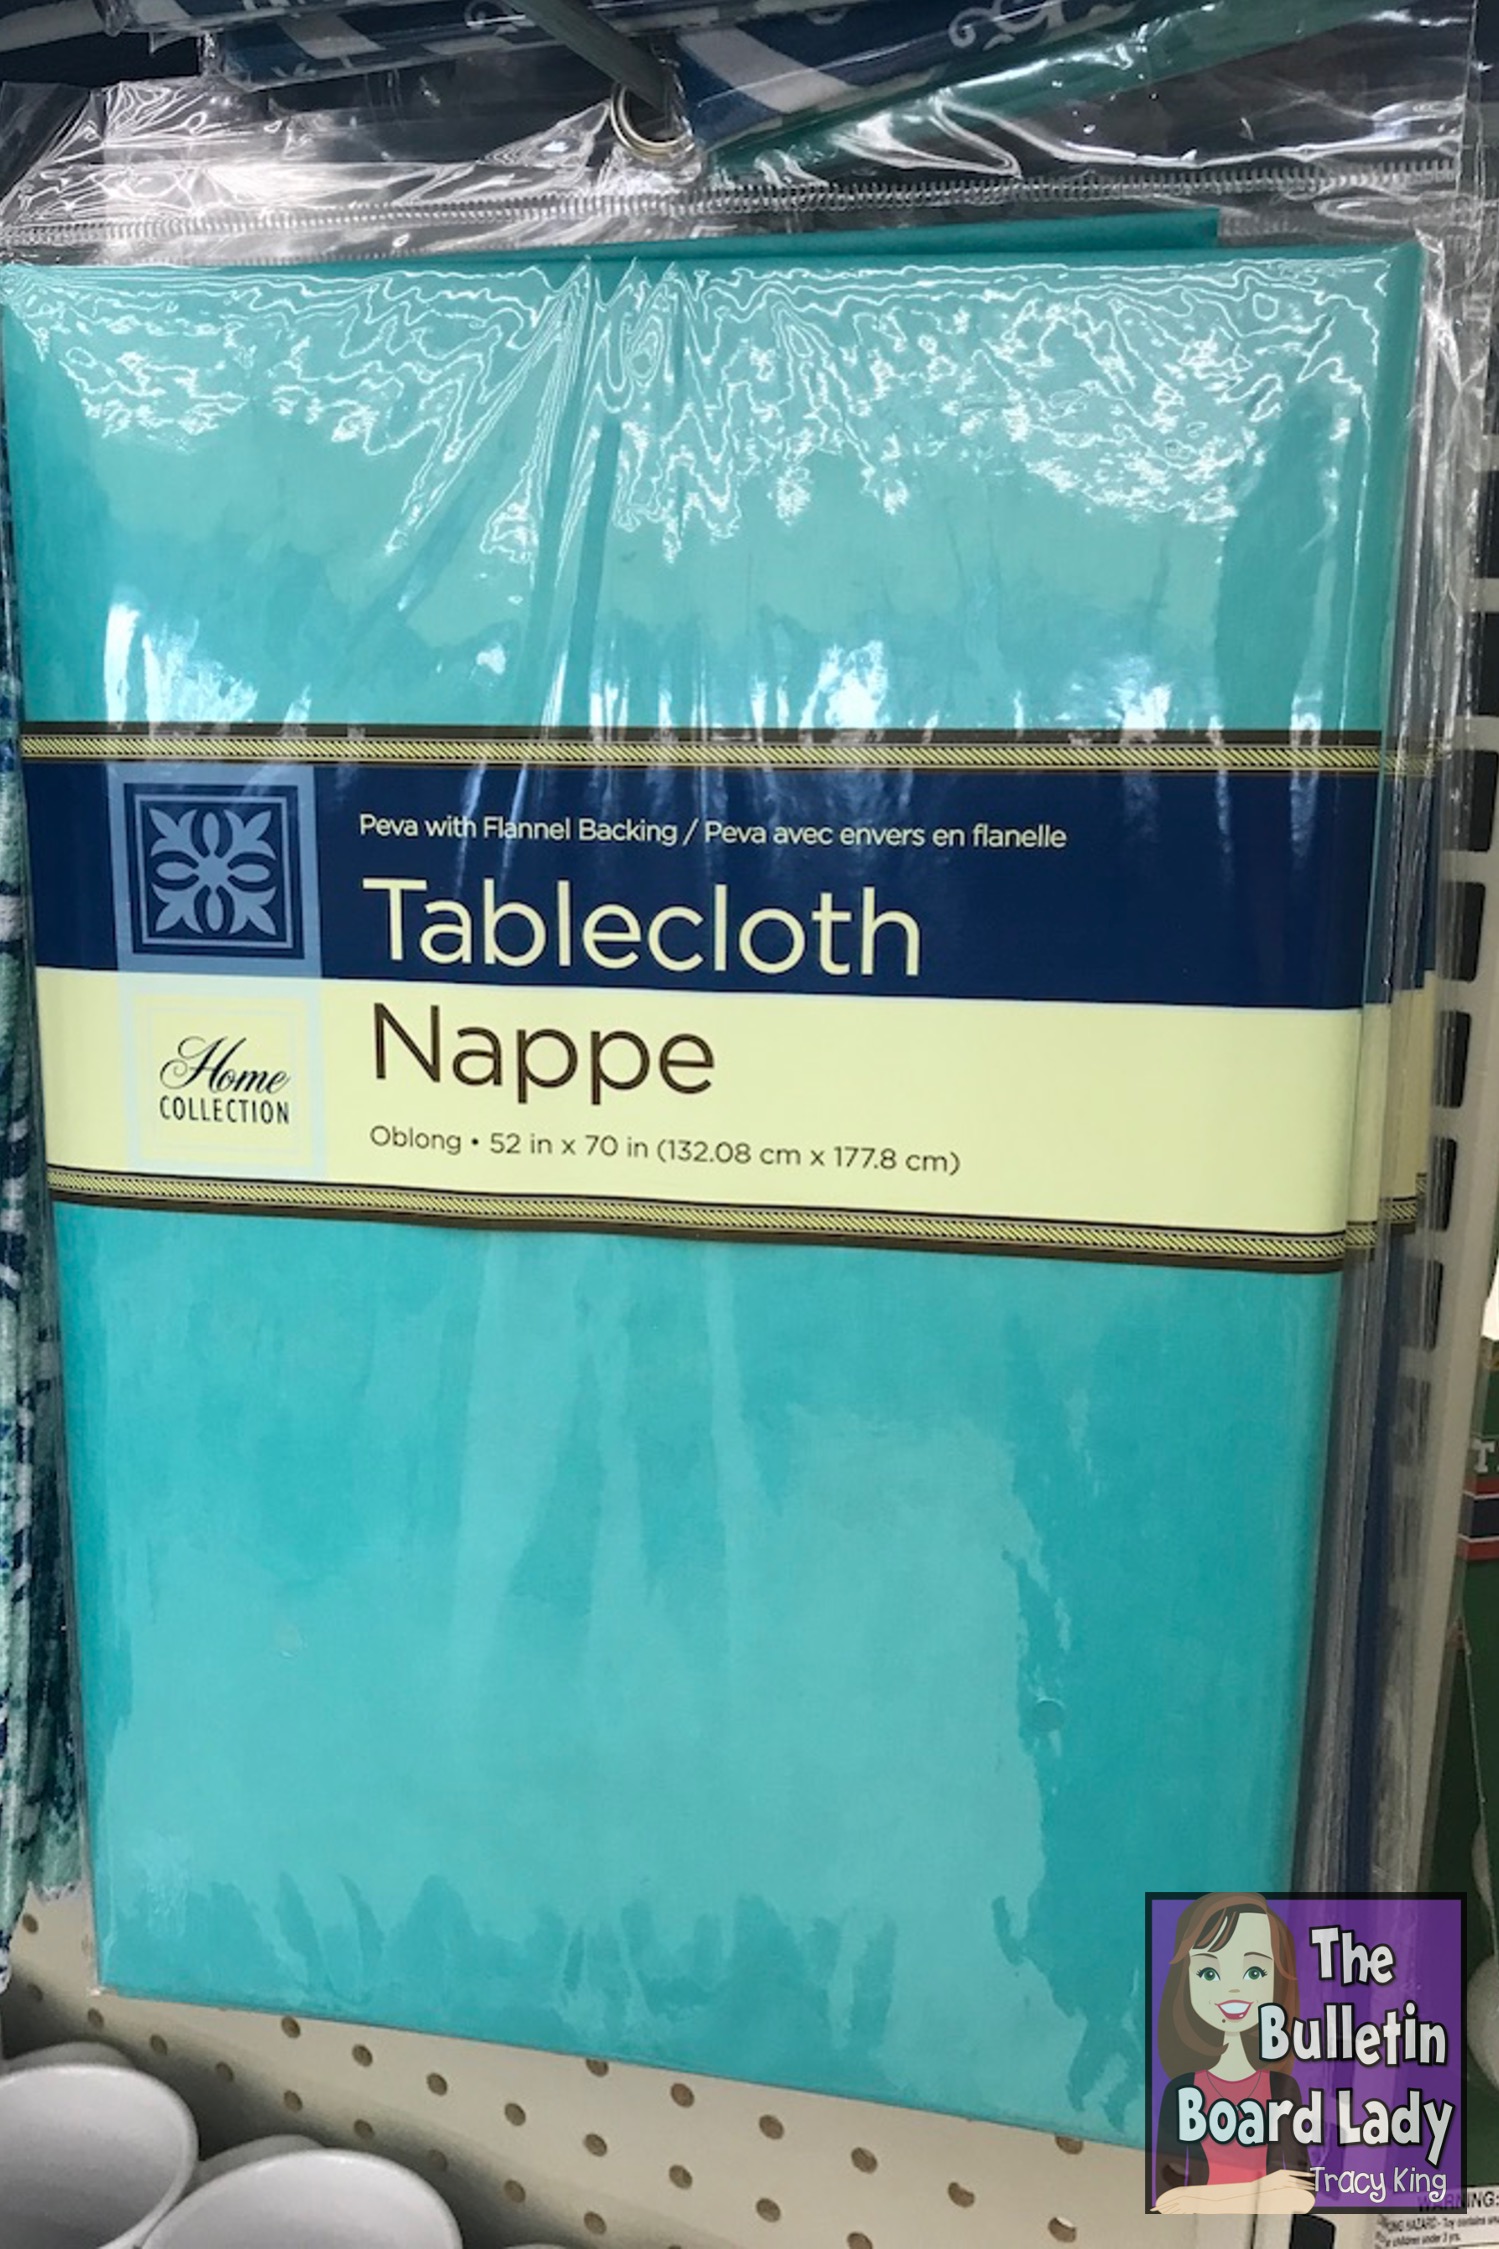 Peva with Flannel Backing / Peva avec envers en flanelle
Tablecloth
Nappe
Home
COLLECTION
Oblong • 52 in x 70 in (132.08 cm x 177.8 cm)
The
Bulletin
Board Lady
Tracy King
WARNING: